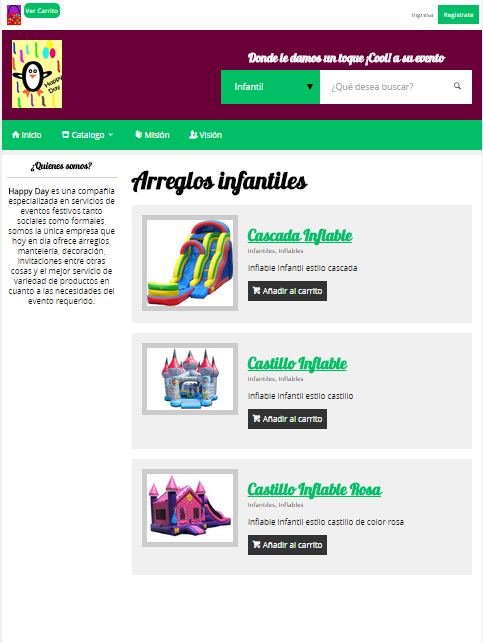 Ver Carrito
Ingresa
Registrate
Happy
Day
Donde le damos un toque ¡Cool! a su evento
Infantil
¿Qué desea buscar?
Inicio
Catalogo
Misión
Visión
¿Quienes somos?
Happy Day es una compañía
especializada en servicios de
eventos festivos tanto
sociales como formales,
somos la única empresa que
hoy en día ofrece arreglos,
mantelería, decoración,
invitaciones entre otras
cosas y el mejor servicio de
variedad de productos en
cuanto a las necesidades del
evento requerido.
Arreglos infantiles
Cascada Inflable
Infantiles, Inflables
Inflable infantil estilo cascada
Añadir al carrito
Castillo Inflable
Infantiles, Inflables
Inflable infantil estilo castillo
Añadir al carrito
Castillo Inflable Rosa
Infantiles, Inflables
Inflable infantil estilo castillo de color rosa
Añadir al carrito